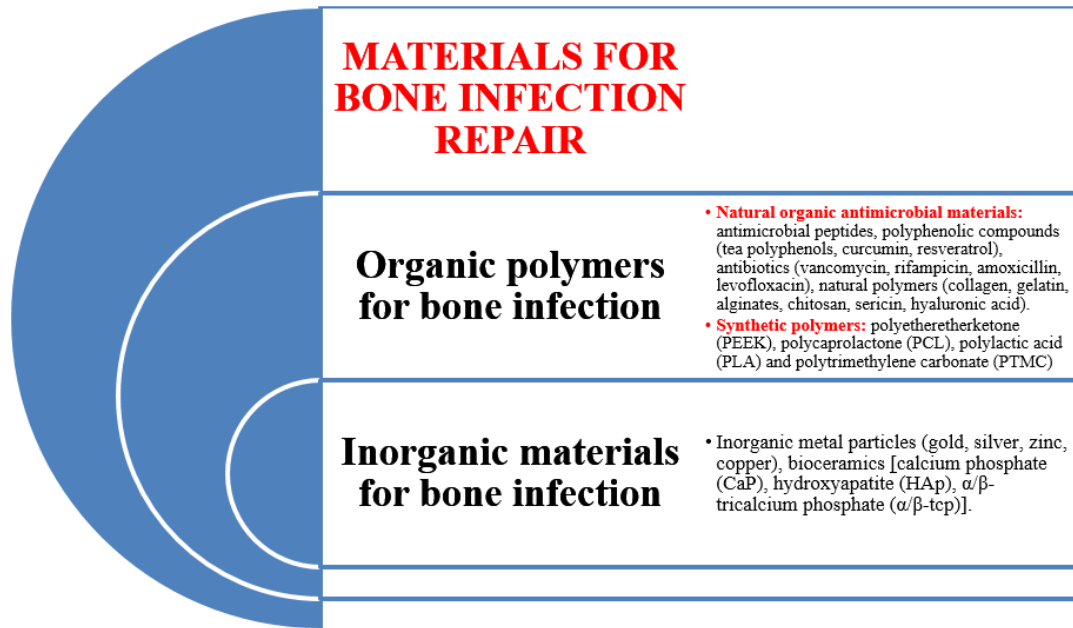 MATERIALS FOR
BONE INFECTION
REPAIR
Organic polymers
for bone infection
• Natural organic antimicrobial materials:
antimicrobial peptides, polyphenolic compounds
(tea polyphenols, curcumin, resveratrol),
antibiotics (vancomycin, rifampicin, amoxicillin,
levofloxacin), natural polymers (collagen, gelatin,
alginates, chitosan, sericin, hyaluronic acid).
• Synthetic polymers: polyetheretherketone
(PEEK), polycaprolactone (PCL), polylactic acid
(PLA) and polytrimethylene carbonate (PTMC)
Inorganic materials
for bone infection
• Inorganic metal particles (gold, silver, zinc,
copper), bioceramics [calcium phosphate
(CaP), hydroxyapatite (HAp), α/β-
tricalcium phosphate (α/β-tcp)].